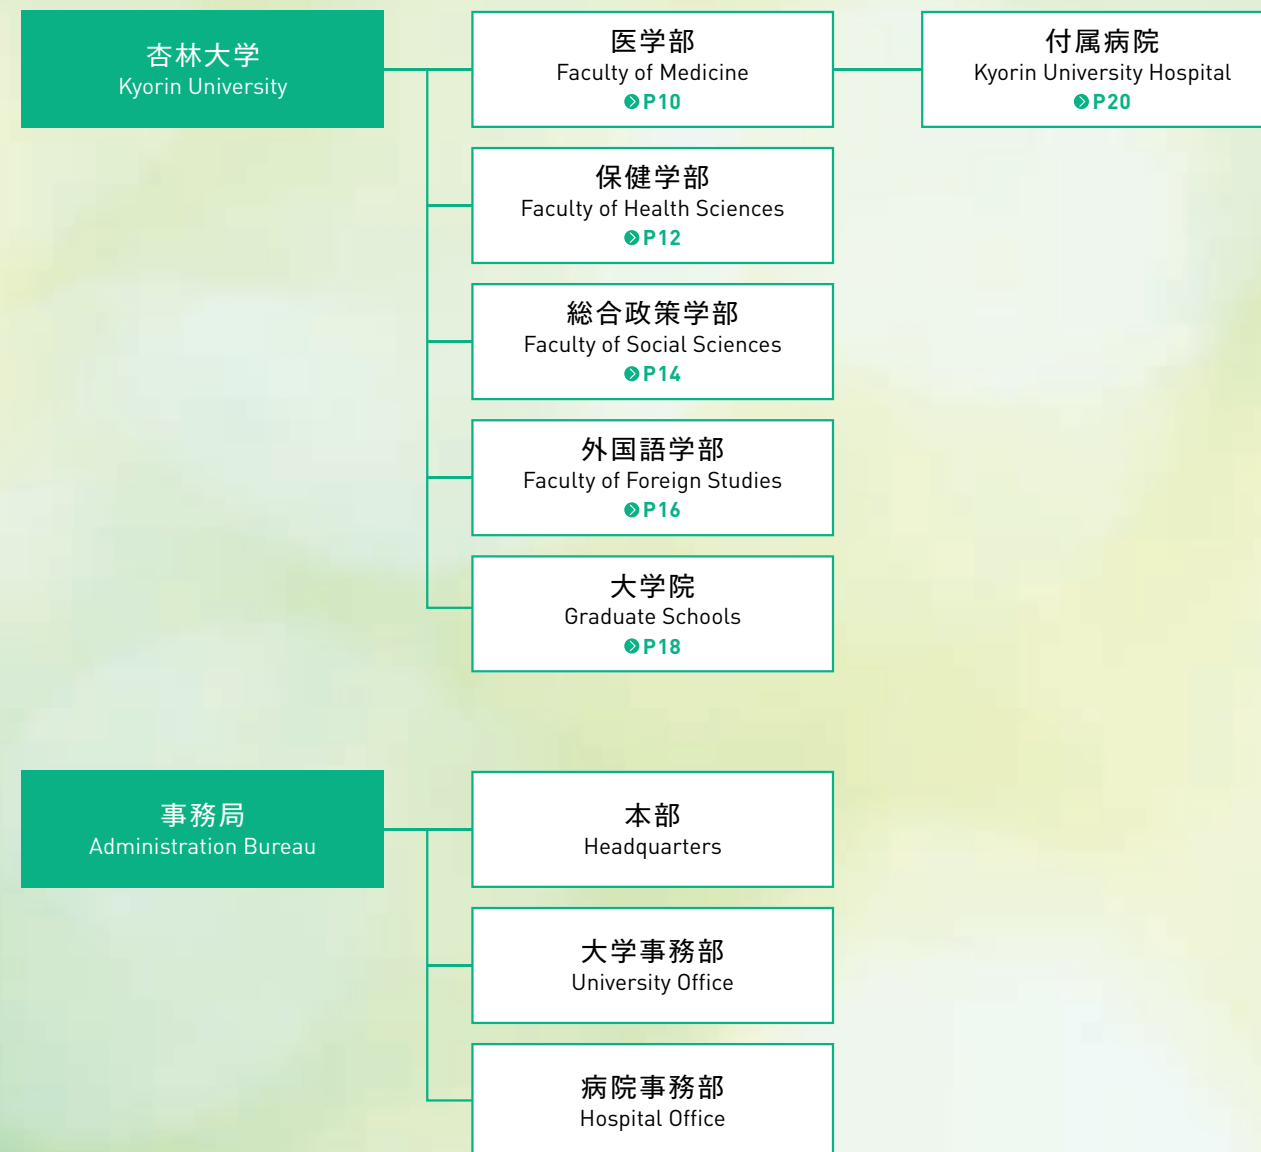 杏林大学
Kyorin University
医学部
Faculty of Medicine
P10
付属病院
Kyorin University Hospital
P20
保健学部
Faculty of Health Sciences
P12
総合政策学部
Faculty of Social Sciences
P14
外国語学部
Faculty of Foreign Studies
P16
大学院
Graduate Schools
P18
事務局
Administration Bureau
本部
Headquarters
大学事務部
University Office
病院事務部
Hospital Office